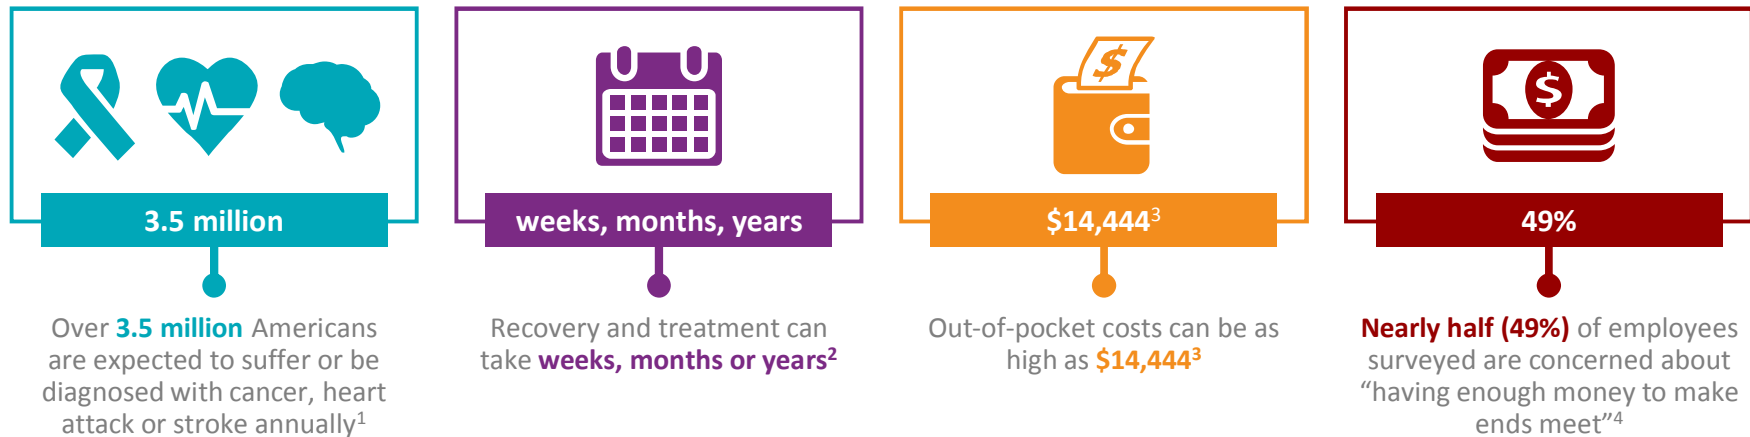 3.5 million
Over 3.5 million Americans
are expected to suffer or be
diagnosed with cancer, heart
attack or stroke annually¹
weeks, months, years
Recovery and treatment can
take weeks, months or years²
$14,444³
Out-of-pocket costs can be as
high as $14,444³
49%
Nearly half (49%) of employees
surveyed are concerned about
“having enough money to make
ends meet”⁴